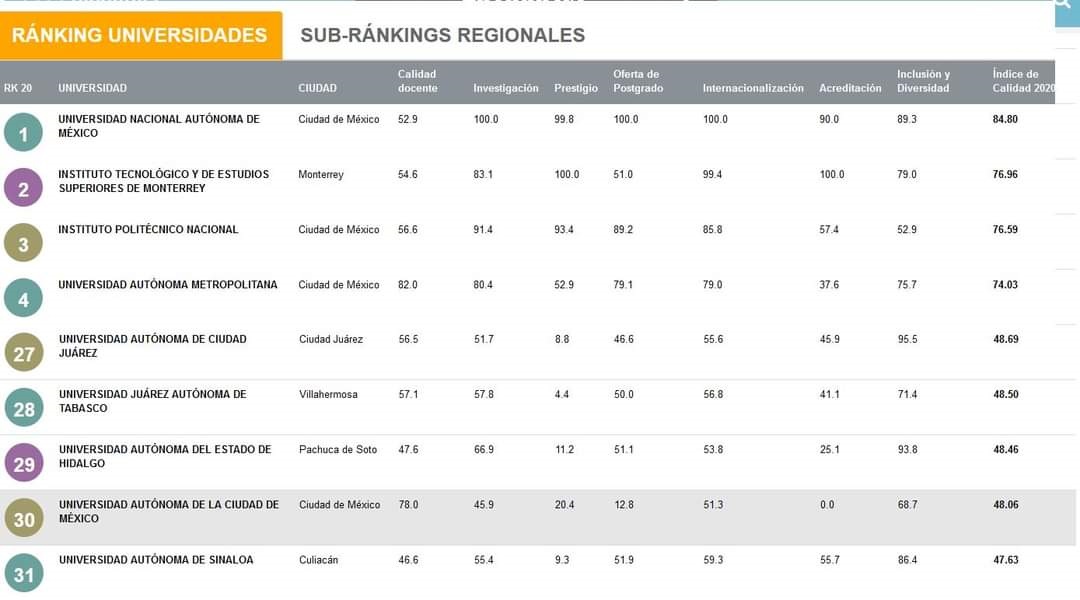 RÁNKING UNIVERSIDADES SUB-RÁNKINGS REGIONALES
RK 20 UNIVERSIDAD CIUDAD Calidad docente Investigación Prestigio Oferta de Postgrado Internacionalización Acreditación Inclusión y Diversidad Índice de Calidad 2020
1 UNIVERSIDAD NACIONAL AUTÓNOMA DE MÉXICO Ciudad de México 52.9 100.0 99.8 100.0 100.0 90.0 89.3 84.80
2 INSTITUTO TECNOLÓGICO Y DE ESTUDIOS SUPERIORES DE MONTERREY Monterrey 54.6 83.1 100.0 51.0 99.4 100.0 79.0 76.96
3 INSTITUTO POLITÉCNICO NACIONAL Ciudad de México 56.6 91.4 93.4 89.2 85.8 57.4 52.9 76.59
4 UNIVERSIDAD AUTÓNOMA METROPOLITANA Ciudad de México 82.0 80.4 52.9 79.1 79.0 37.6 75.7 74.03
27 UNIVERSIDAD AUTÓNOMA DE CIUDAD JUÁREZ Ciudad Juárez 56.5 51.7 8.8 46.6 55.6 45.9 95.5 48.69
28 UNIVERSIDAD JUÁREZ AUTÓNOMA DE TABASCO Villahermosa 57.1 57.8 4.4 50.0 56.8 41.1 71.4 48.50
29 UNIVERSIDAD AUTÓNOMA DEL ESTADO DE HIDALGO Pachuca de Soto 47.6 66.9 11.2 51.1 53.8 25.1 93.8 48.46
30 UNIVERSIDAD AUTÓNOMA DE LA CIUDAD DE MÉXICO Ciudad de México 78.0 45.9 20.4 12.8 51.3 0.0 68.7 48.06
31 UNIVERSIDAD AUTÓNOMA DE SINALOA Culiacán 46.6 55.4 9.3 51.9 59.3 55.7 86.4 47.63